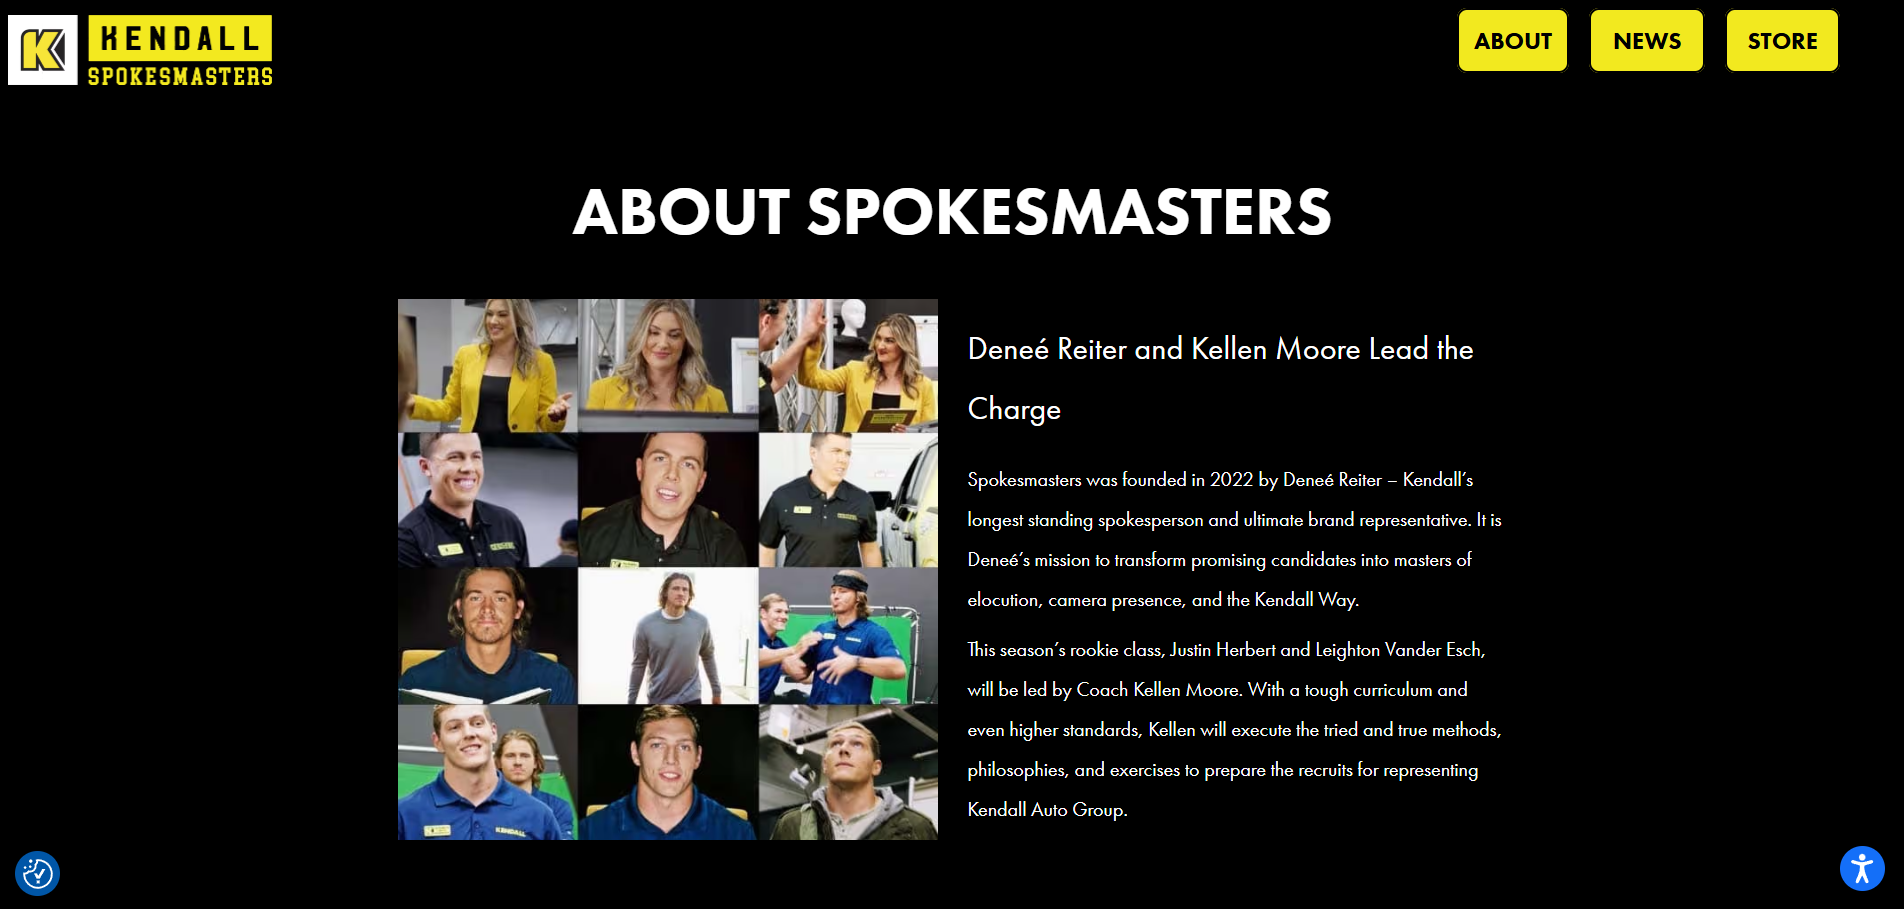 KENDALL
SPOKESMASTERS
ABOUT
NEWS
STORE
ABOUT SPOKESMASTERS
Deneé Reiter and Kellen Moore Lead the
Charge
Spokesmasters was founded in 2022 by Deneé Reiter – Kendall’s
longest standing spokesperson and ultimate brand representative. It is
Deneé’s mission to transform promising candidates into masters of
elocution, camera presence, and the Kendall Way.
This season’s rookie class, Justin Herbert and Leighton Vander Esch,
will be led by Coach Kellen Moore. With a tough curriculum and
even higher standards, Kellen will execute the tried and true methods,
philosophies, and exercises to prepare the recruits for representing
Kendall Auto Group.
KENDALL